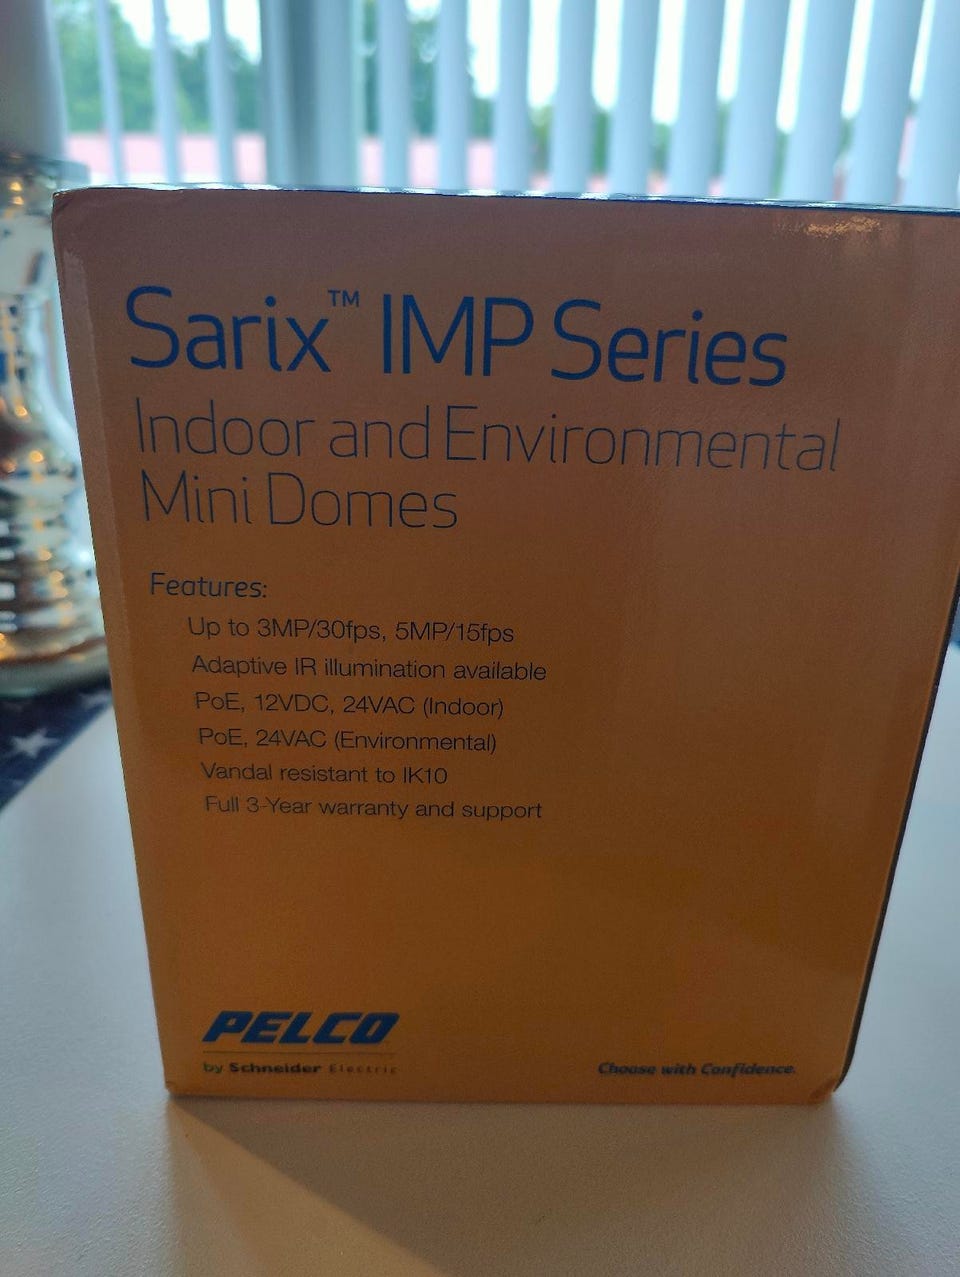 Sarix™ IMP Series
Indoor and Environmental
Mini Domes
Features:
Up to 3MP/30fps, 5MP/15fps
Adaptive IR illumination available
PoE, 12VDC, 24VAC (Indoor)
PoE, 24VAC (Environmental)
Vandal resistant to IK10
Full 3-Year warranty and support
PELCO
by Schneider Electric
Choose with Confidence.